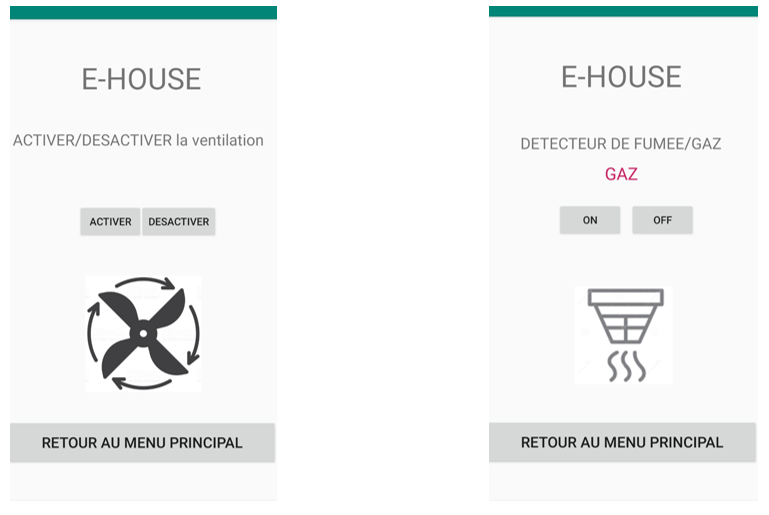 E-HOUSE
ACTIVER/DESACTIVER la ventilation
ACTIVER
DESACTIVER
RETOUR AU MENU PRINCIPAL
E-HOUSE
DETECTEUR DE FUMEE/GAZ
GAZ
ON
OFF
RETOUR AU MENU PRINCIPAL